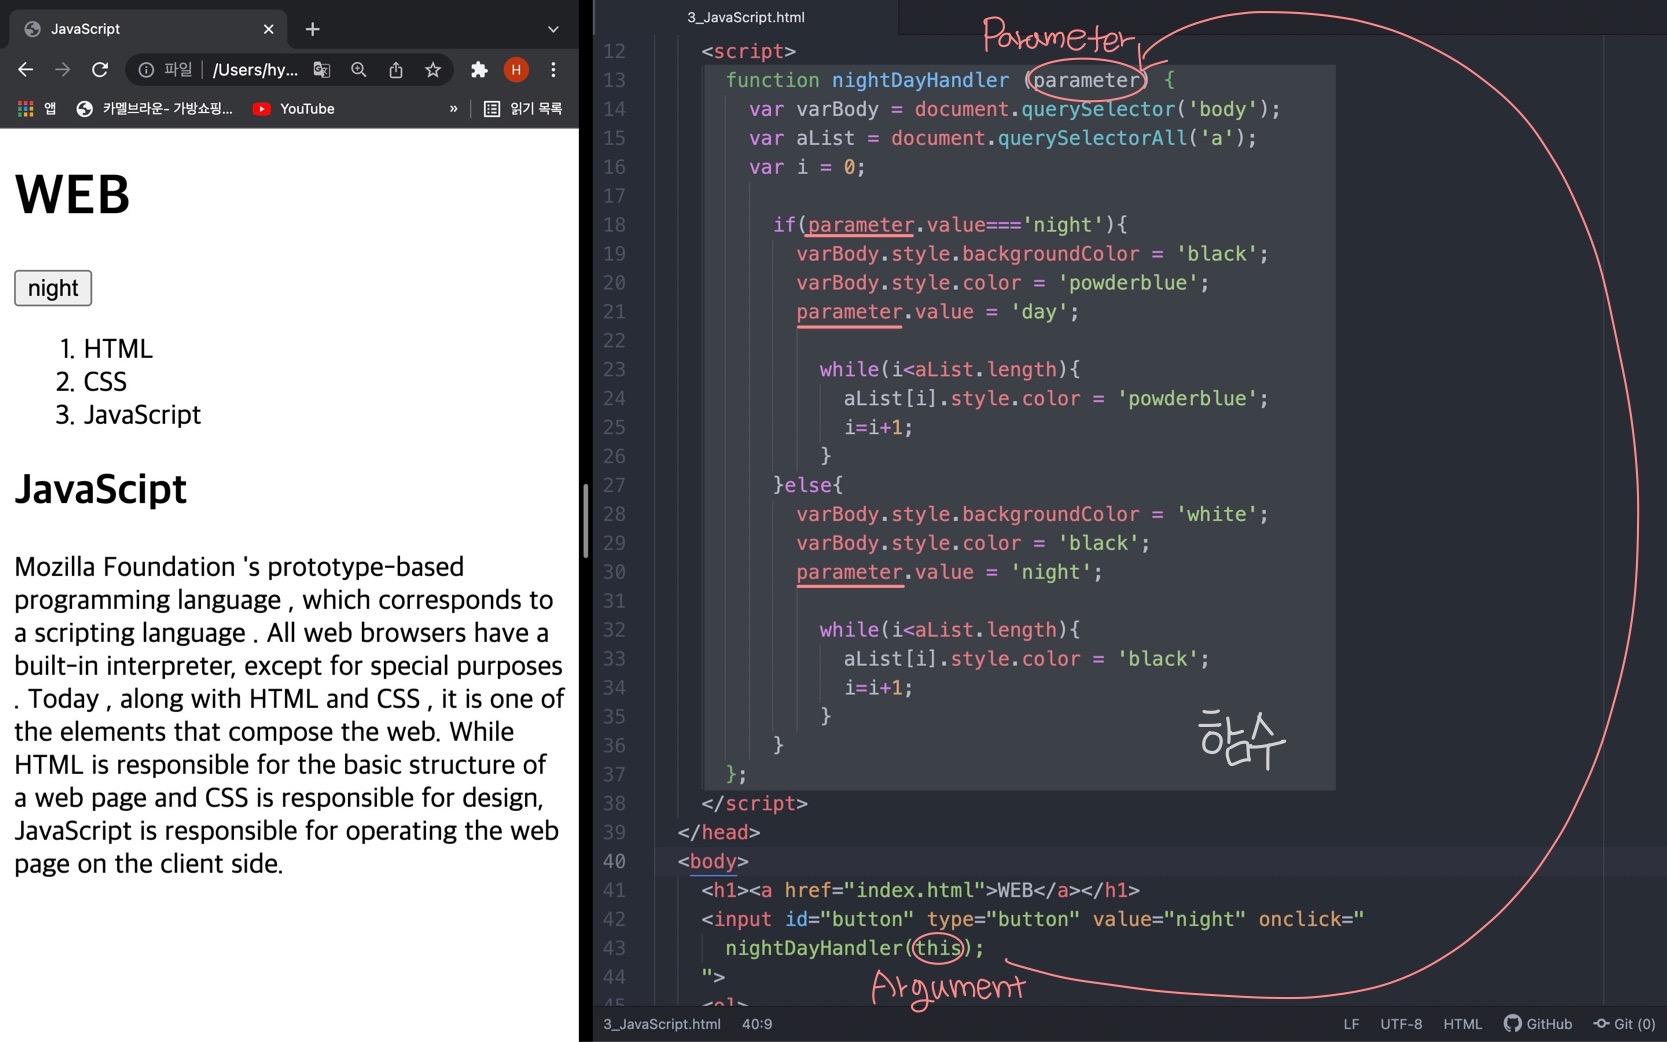 JavaScript
파일
/Users/hy...
H
앱
카멜브라운- 가방쇼핑...
YouTube
»
읽기 목록
WEB
night
1. HTML
2. CSS
3. JavaScript
JavaScipt
Mozilla Foundation 's prototype-based
programming language , which corresponds to
a scripting language . All web browsers have a
built-in interpreter, except for special purposes
. Today , along with HTML and CSS , it is one of
the elements that compose the web. While
HTML is responsible for the basic structure of
a web page and CSS is responsible for design,
JavaScript is responsible for operating the web
page on the client side.
3_JavaScript.html
Parameter
12 <script>
13 function nightDayHandler (parameter) {
14 var varBody = document.querySelector('body');
15 var aList = document.querySelectorAll('a');
16 var i = 0;
17
18 if(parameter.value==='night'){
19 varBody.style.backgroundColor = 'black';
20 varBody.style.color = 'powderblue';
21 parameter.value = 'day';
22
23 while(i<aList.length){
24 aList[i].style.color = 'powderblue';
25 i=i+1;
26 }
27 }else{
28 varBody.style.backgroundColor = 'white';
29 varBody.style.color = 'black';
30 parameter.value = 'night';
31
32 while(i<aList.length){
33 aList[i].style.color = 'black';
34 i=i+1;
35 }
36 }
함수
37 };
38 </script>
39 </head>
40 <body>
41 <h1><a href="index.html">WEB</a></h1>
42 <input id="button" type="button" value="night" onclick="
43 nightDayHandler(this);
44 ">
Argument
45 <ol>
3_JavaScript.html 40:9
LF UTF-8 HTML GitHub Git (0)